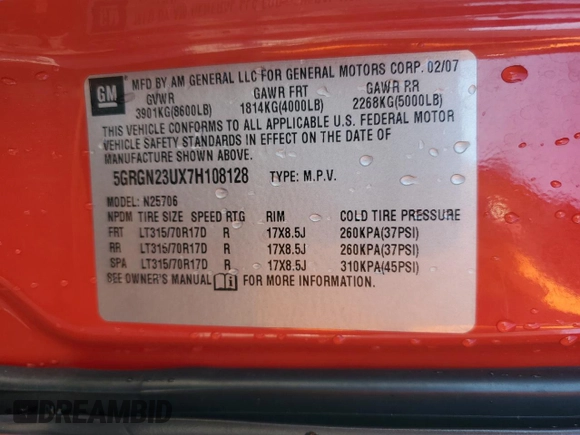 GM
MFD BY AM GENERAL LLC FOR GENERAL MOTORS CORP. 02/07
GVWR GAWR FRT GAWR RR
3901KG(8600LB) 1814KG(4000LB) 2268KG(5000LB)
THIS VEHICLE CONFORMS TO ALL APPLICABLE U.S. FEDERAL MOTOR
VEHICLE SAFETY STANDARDS IN EFFECT ON THE DATE OF
MANUFACTURE SHOWN ABOVE.
5GRGN23UX7H108128 TYPE: M.P.V.
MODEL: N25706
NPDM TIRE SIZE SPEED RTG RIM COLD TIRE PRESSURE
FRT LT315/70R17D R 17X8.5J 260KPA(37PSI)
RR LT315/70R17D R 17X8.5J 260KPA(37PSI)
SPA LT315/70R17D R 17X8.5J 310KPA(45PSI)
SEE OWNER'S MANUAL i FOR MORE INFORMATION.
DREAMBID